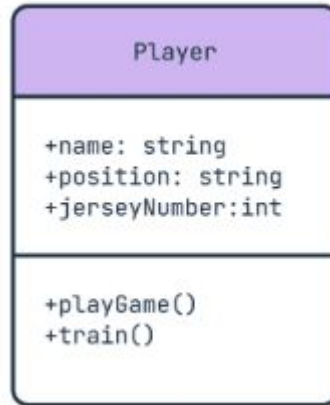 Player
+name: string
+position: string
+jerseyNumber:int
+playGame()
+train()